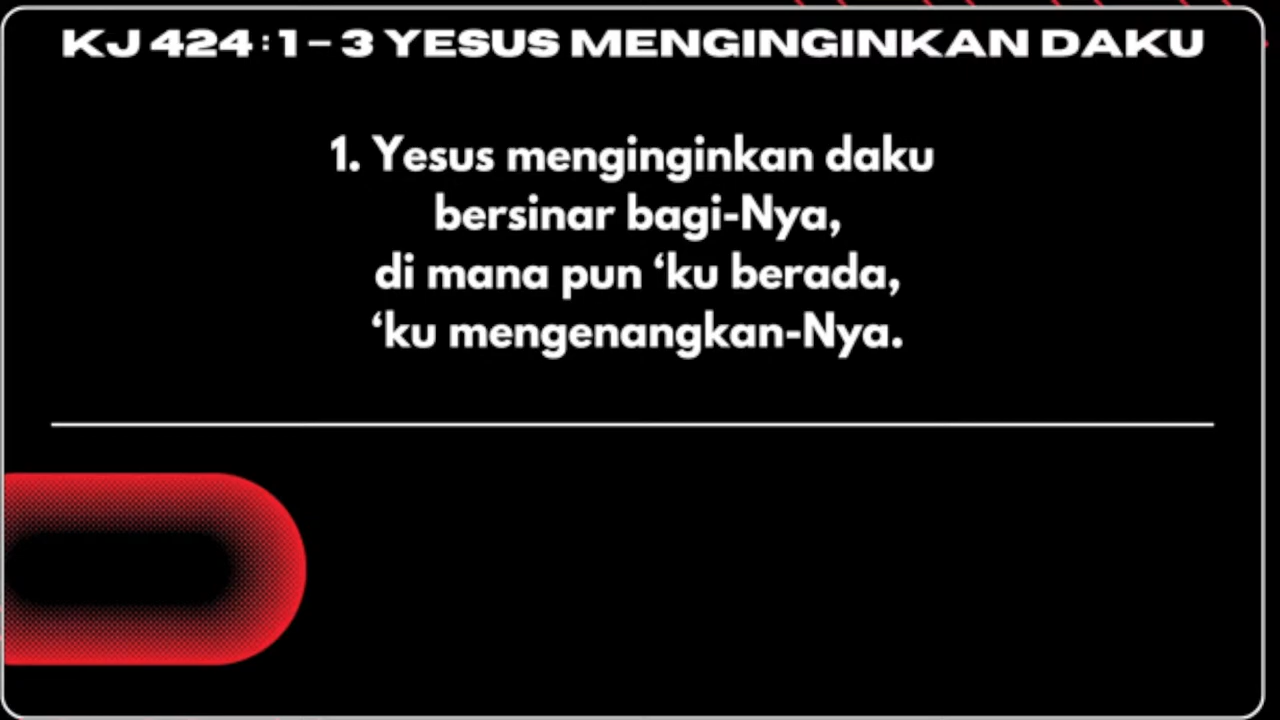 KJ 424 : 1 – 3 YESUS MENGINGINKAN DAKU
1. Yesus menginginkan daku
bersinar bagi-Nya,
di mana pun ‘ku berada,
‘ku mengenangkan-Nya.